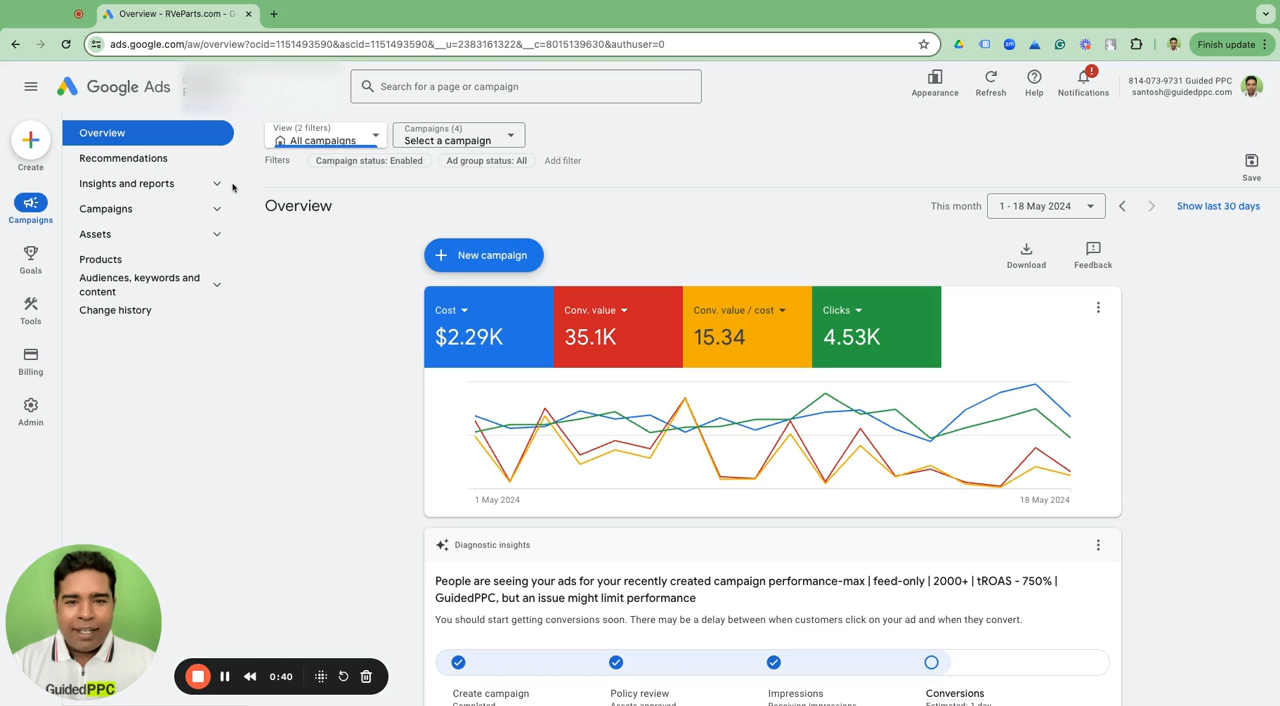 Overview - RVeParts.com - G
ads.google.com/aw/overview?ocid=1151493590&ascid=1151493590&__u=2383161322&__c=8015139630&authuser=0
Finish update
Google Ads
Search for a page or campaign
Appearance
Refresh
Help
Notifications
814-073-9731 Guided PPC
santosh@guidedppc.com
Create
Campaigns
Goals
Tools
Billing
Admin
Overview
Recommendations
Insights and reports
Campaigns
Assets
Products
Audiences, keywords and
content
Change history
View (2 filters)
All campaigns
Campaigns (4)
Select a campaign
Filters
Campaign status: Enabled
Ad group status: All
Add filter
Save
Overview
This month
1 - 18 May 2024
Show last 30 days
New campaign
Download
Feedback
Cost
$2.29K
Conv. value
35.1K
Conv. value / cost
15.34
Clicks
4.53K
1 May 2024
18 May 2024
Diagnostic insights
People are seeing your ads for your recently created campaign performance-max | feed-only | 2000+ | tROAS - 750% |
GuidedPPC, but an issue might limit performance
You should start getting conversions soon. There may be a delay between when customers click on your ad and when they convert.
Create campaign
Completed
Policy review
Assets approved
Impressions
Receiving impressions
Conversions
Estimated: 1 day
GuidedPPC
0:40